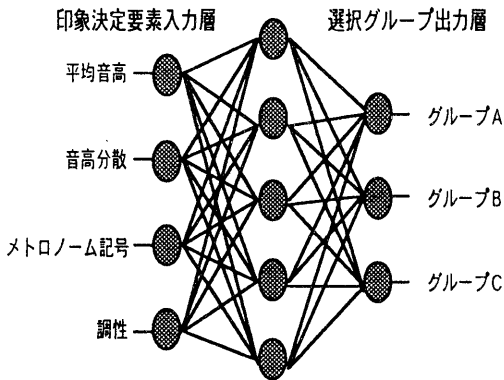 印象決定要素入力層
選択グループ出力層
平均音高
音高分散
メトロノーム記号
調性
グループA
グループB
グループC